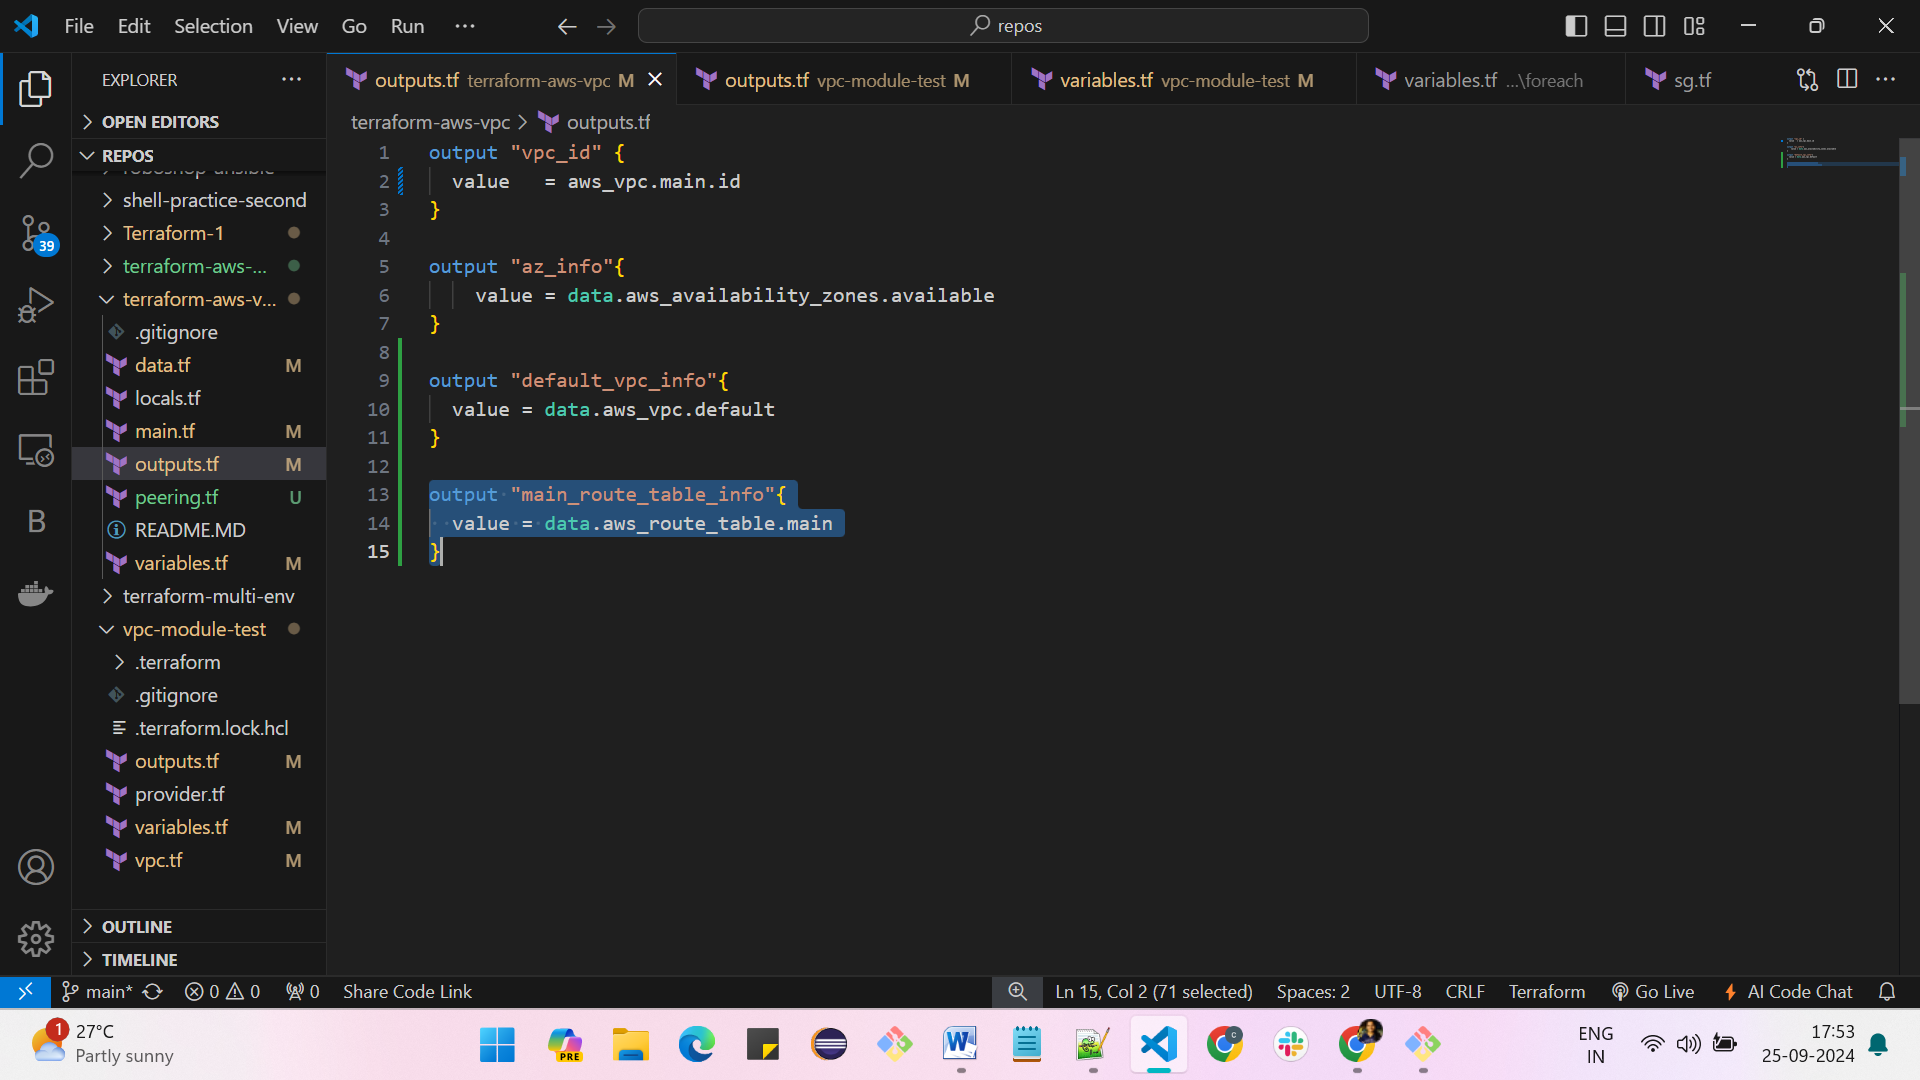 File Edit Selection View Go Run ···
repos
EXPLORER ···
outputs.tf terraform-aws-vpc M
outputs.tf vpc-module-test M
variables.tf vpc-module-test M
variables.tf ...\foreach
sg.tf
OPEN EDITORS
REPOS
roboshop-ansible
shell-practice-second
Terraform-1
terraform-aws-...
terraform-aws-v...
.gitignore
data.tf M
locals.tf
main.tf M
outputs.tf M
peering.tf U
README.MD
variables.tf M
terraform-multi-env
vpc-module-test
.terraform
.gitignore
.terraform.lock.hcl
outputs.tf M
provider.tf
variables.tf M
vpc.tf M
OUTLINE
TIMELINE
39
B
terraform-aws-vpc > outputs.tf
1 output "vpc_id" {
2 value = aws_vpc.main.id
3 }
4
5 output "az_info"{
6 value = data.aws_availability_zones.available
7 }
8
9 output "default_vpc_info"{
10 value = data.aws_vpc.default
11 }
12
13 output "main_route_table_info"{
14 value = data.aws_route_table.main
15 }
main* 0 0 0 Share Code Link Ln 15, Col 2 (71 selected) Spaces: 2 UTF-8 CRLF Terraform Go Live AI Code Chat
1
27°C
Partly sunny
PRE
W
C
ENG
IN
17:53
25-09-2024